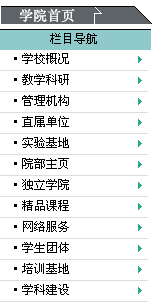 学院首页
栏目导航
学校概况
教学科研
管理机构
直属单位
实验基地
院部主页
独立学院
精品课程
网络服务
学生团体
培训基地
学科建设